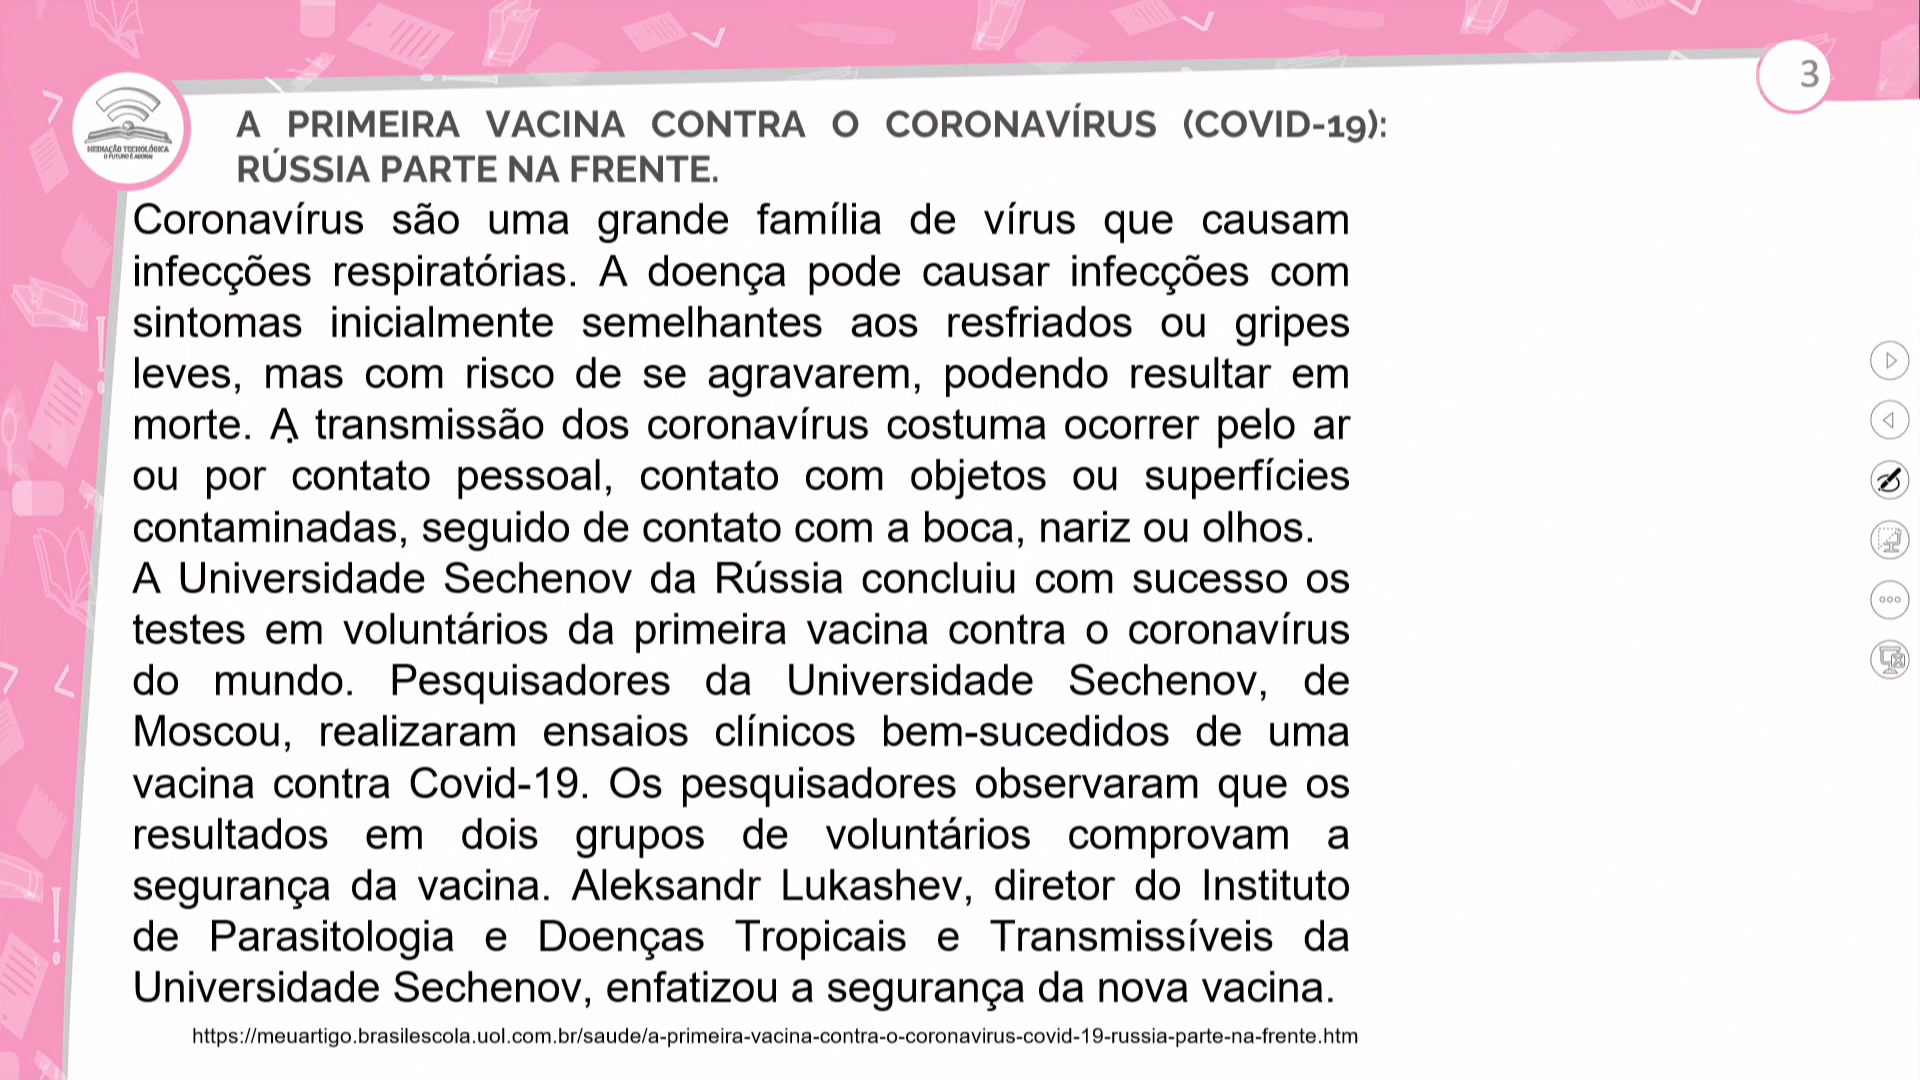 3
MEDIAÇÃO TECNOLÓGICA
O FUTURO É AGORA!
A PRIMEIRA VACINA CONTRA O CORONAVÍRUS (COVID-19):
RÚSSIA PARTE NA FRENTE.
Coronavírus são uma grande família de vírus que causam
infecções respiratórias. A doença pode causar infecções com
sintomas inicialmente semelhantes aos resfriados ou gripes
leves, mas com risco de se agravarem, podendo resultar em
morte. A transmissão dos coronavírus costuma ocorrer pelo ar
ou por contato pessoal, contato com objetos ou superfícies
contaminadas, seguido de contato com a boca, nariz ou olhos.
A Universidade Sechenov da Rússia concluiu com sucesso os
testes em voluntários da primeira vacina contra o coronavírus
do mundo. Pesquisadores da Universidade Sechenov, de
Moscou, realizaram ensaios clínicos bem-sucedidos de uma
vacina contra Covid-19. Os pesquisadores observaram que os
resultados em dois grupos de voluntários comprovam a
segurança da vacina. Aleksandr Lukashev, diretor do Instituto
de Parasitologia e Doenças Tropicais e Transmissíveis da
Universidade Sechenov, enfatizou a segurança da nova vacina.
https://meuartigo.brasilescola.uol.com.br/saude/a-primeira-vacina-contra-o-coronavirus-covid-19-russia-parte-na-frente.htm